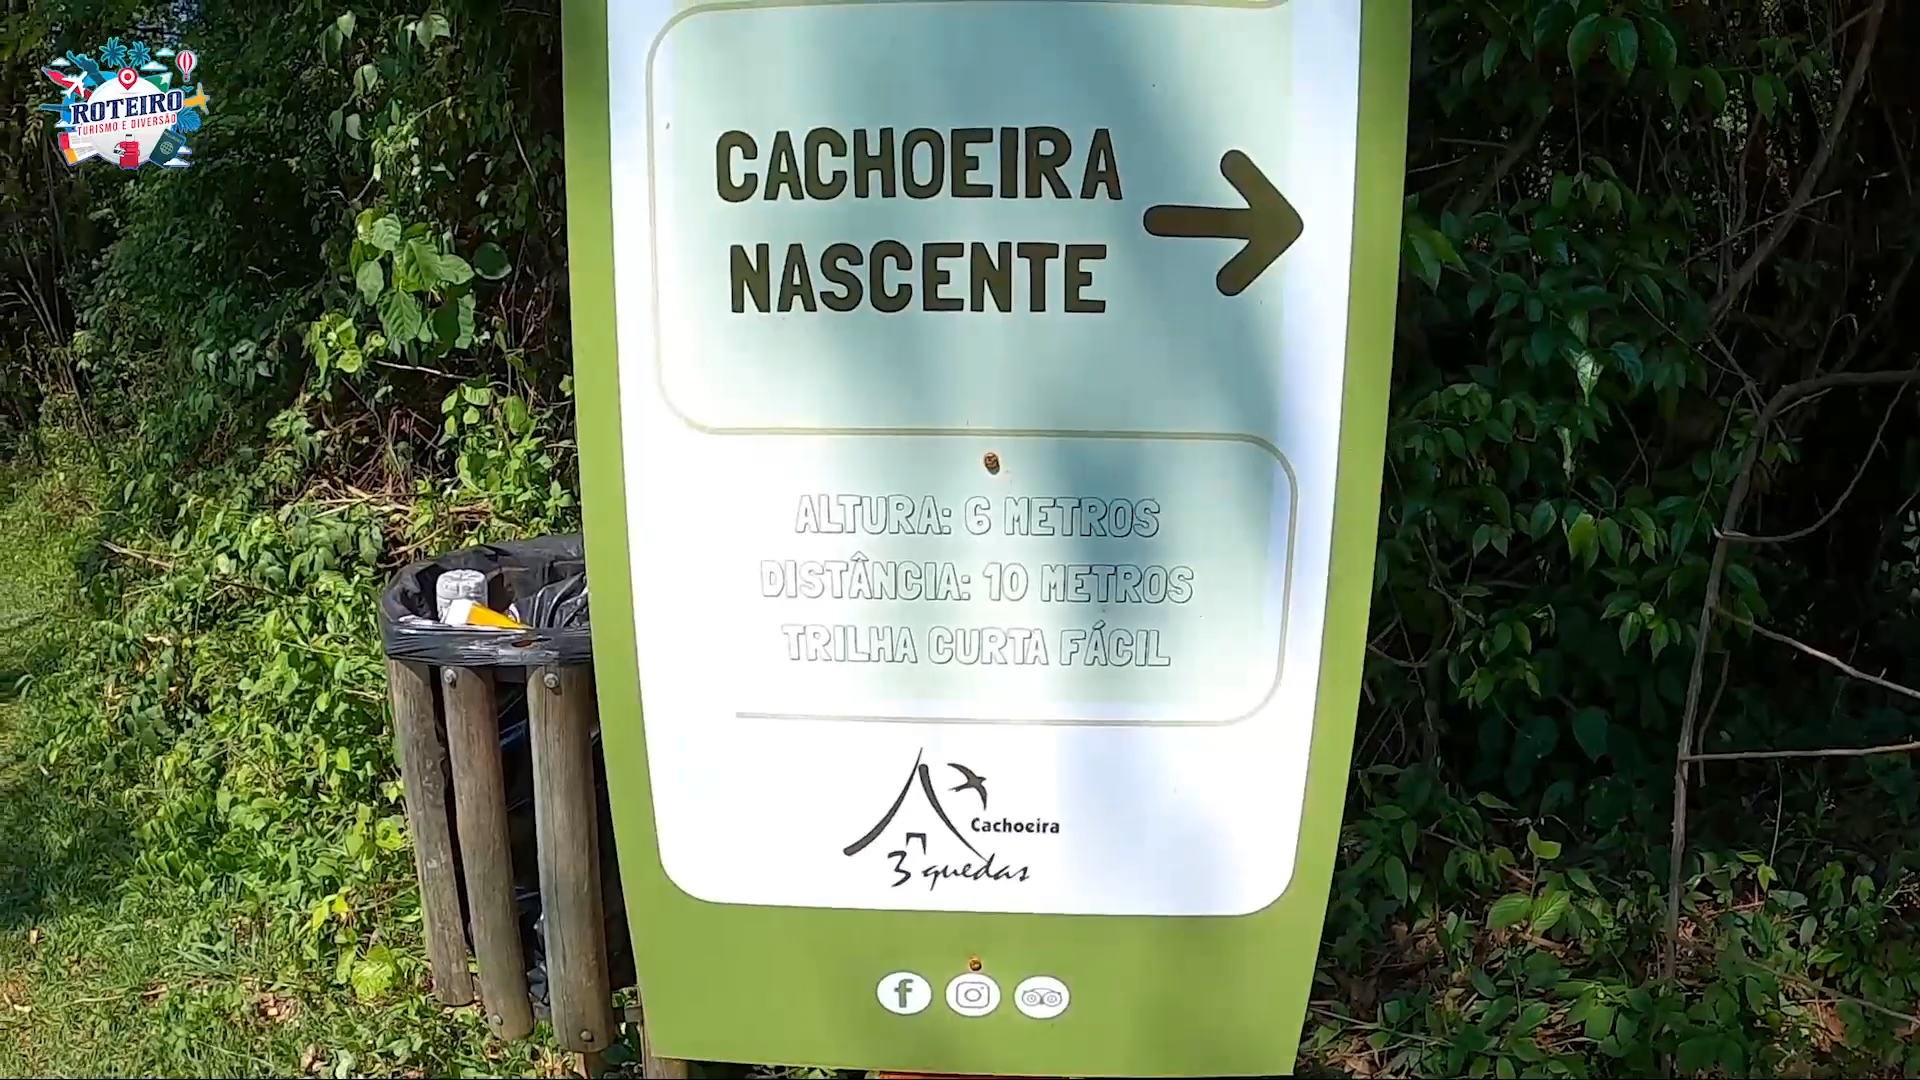 ROTEIRO
TURISMO E DIVERSÃO
CACHOEIRA
NASCENTE
ALTURA: 6 METROS
DISTÂNCIA: 10 METROS
TRILHA CURTA FÁCIL
Cachoeira
3 quedas